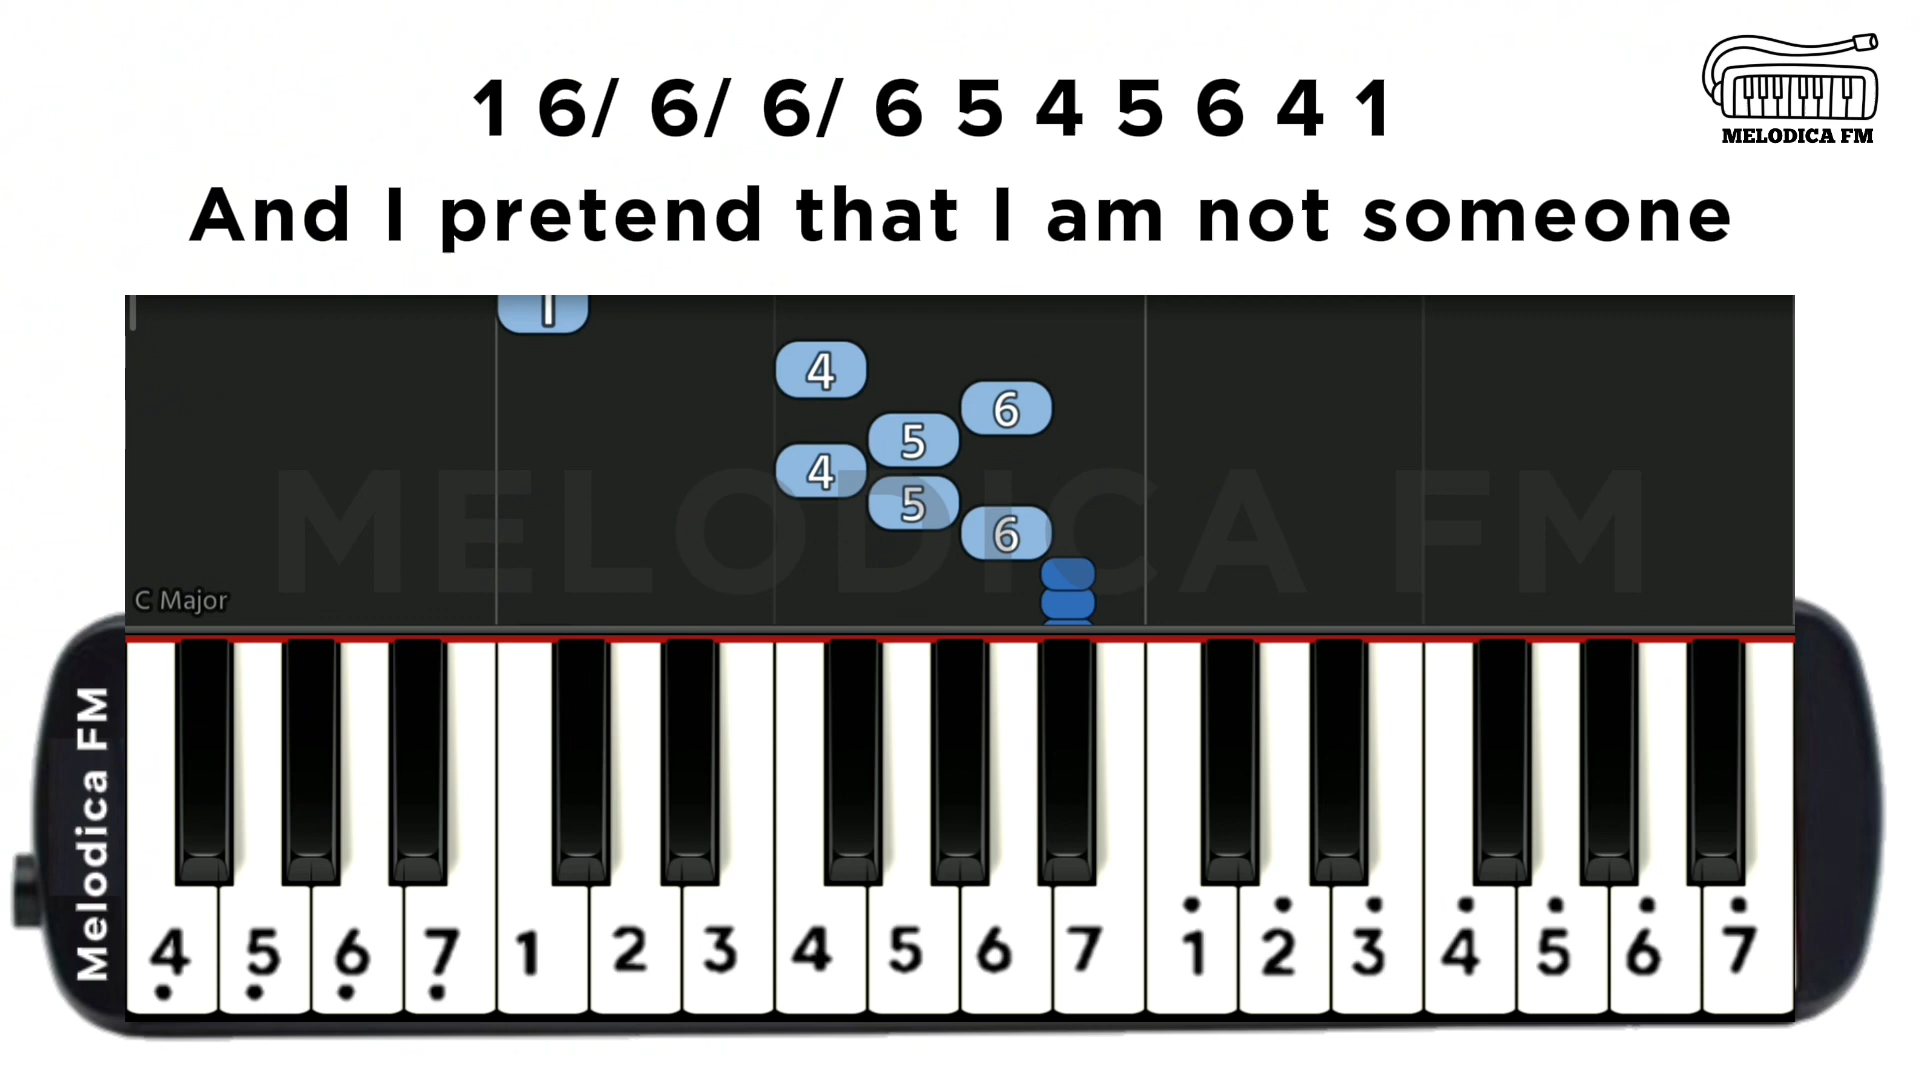 1 6/ 6/ 6/ 6 5 4 5 6 4 1
MELODICA FM
And I pretend that I am not someone
1
4
6
5
4
5
6
MELODICA FM
C Major
Melodica FM
4 5 6 7 1 2 3 4 5 6 7 1 2 3 4 5 6 7